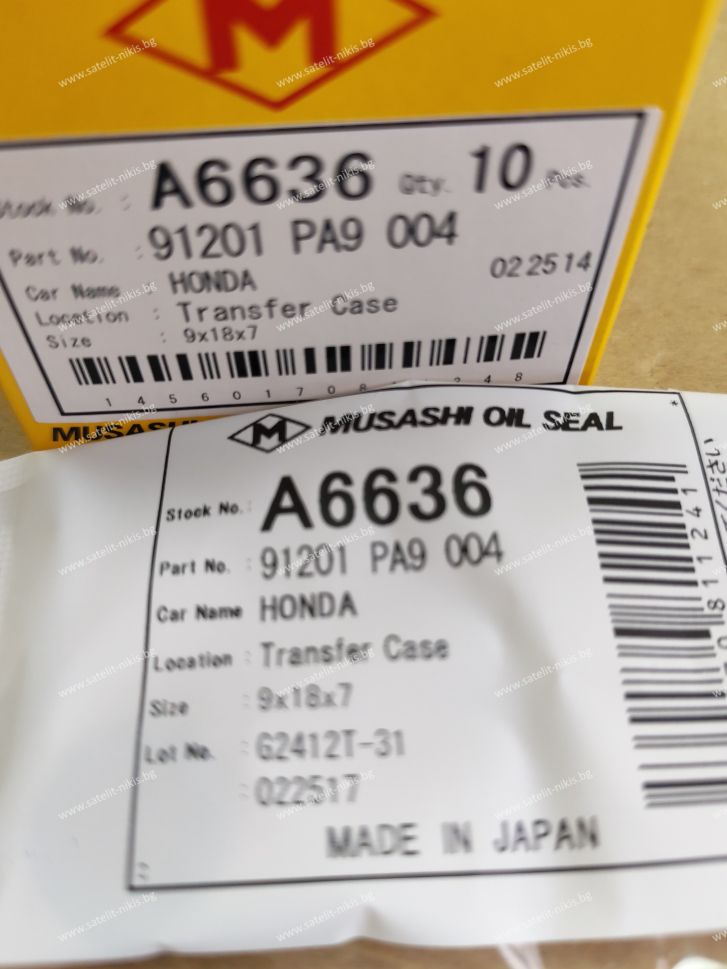 M
Stock No. : A6636 Qty. 10 Pcs.
Part No. : 91201 PA9 004
Car Name : HONDA 022514
Location : Transfer Case
Size : 9x18x7
MUSASHI
M MUSASHI OIL SEAL
Stock No. : A6636
Part No. : 91201 PA9 004
Car Name HONDA
Location : Transfer Case
Size : 9x18x7
Lot No. : G2412T-31
: 022517
MADE IN JAPAN
www.satelit-nikis.bg